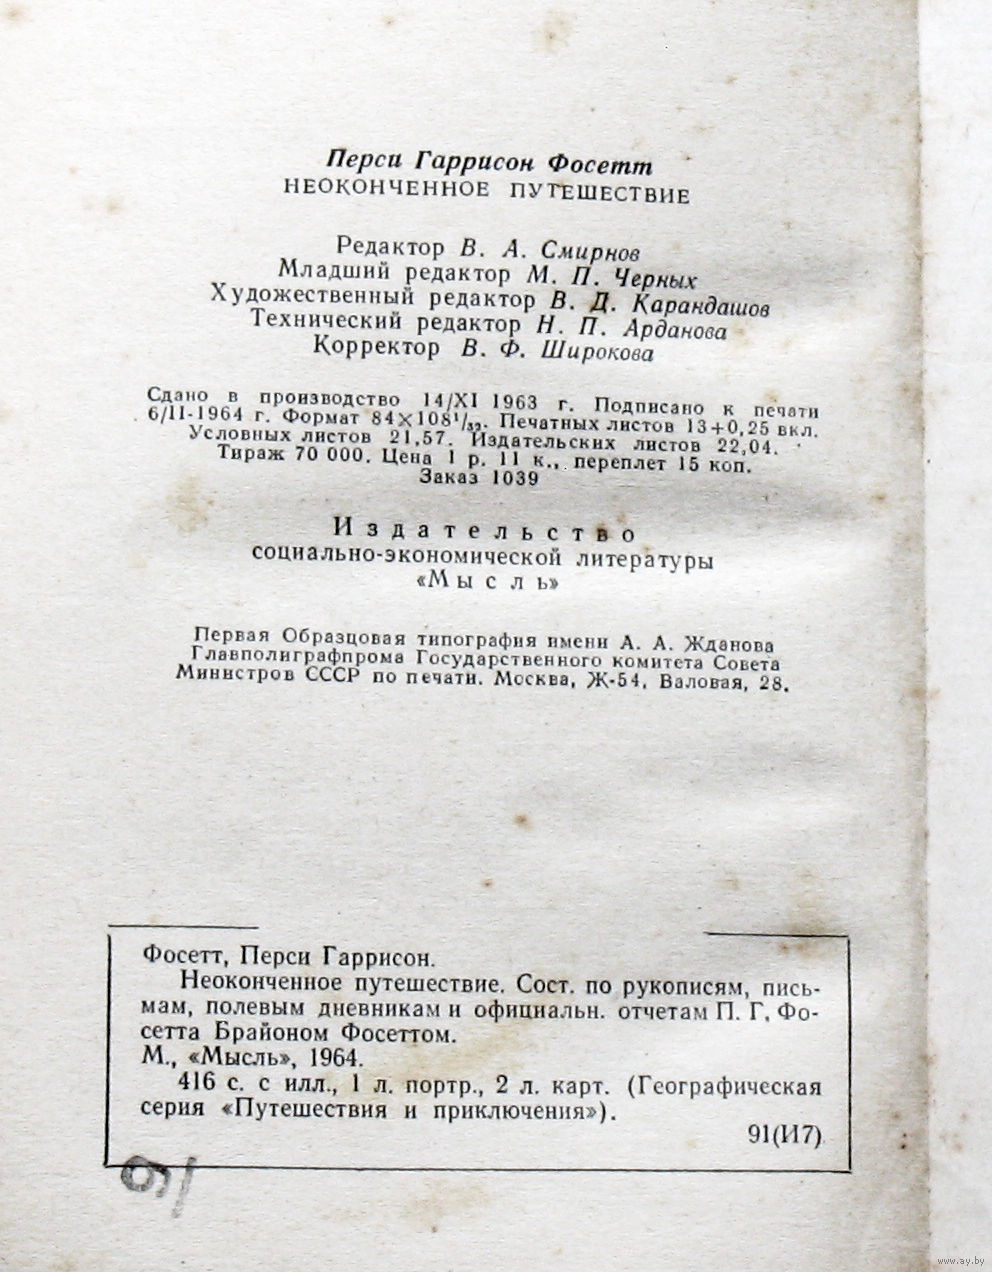 Перси Гаррисон Фосетт
НЕОКОНЧЕННОЕ ПУТЕШЕСТВИЕ
Редактор В. А. Смирнов
Младший редактор М. П. Черных
Художественный редактор В. Д. Карандашов
Технический редактор Н. П. Арданова
Корректор В. Ф. Широкова
Сдано в производство 14/XI 1963 г. Подписано к печати
6/II-1964 г. Формат 84×108¹/₃₂. Печатных листов 13+0,25 вкл.
Условных листов 21,57. Издательских листов 22,04.
Тираж 70 000. Цена 1 р. 11 к., переплет 15 коп.
Заказ 1039
Издательство
социально-экономической литературы
«Мысль»
Первая Образцовая типография имени А. А. Жданова
Главполиграфпрома Государственного комитета Совета
Министров СССР по печати. Москва, Ж-54, Валовая, 28.
Фосетт, Перси Гаррисон.
Неоконченное путешествие. Сост. по рукописям, пись-
мам, полевым дневникам и официальн. отчетам П. Г. Фо-
сетта Брайоном Фосеттом.
М., «Мысль», 1964.
416 с. с илл., 1 л. портр., 2 л. карт. (Географическая
серия «Путешествия и приключения»).
91(И7)
www.ay.by